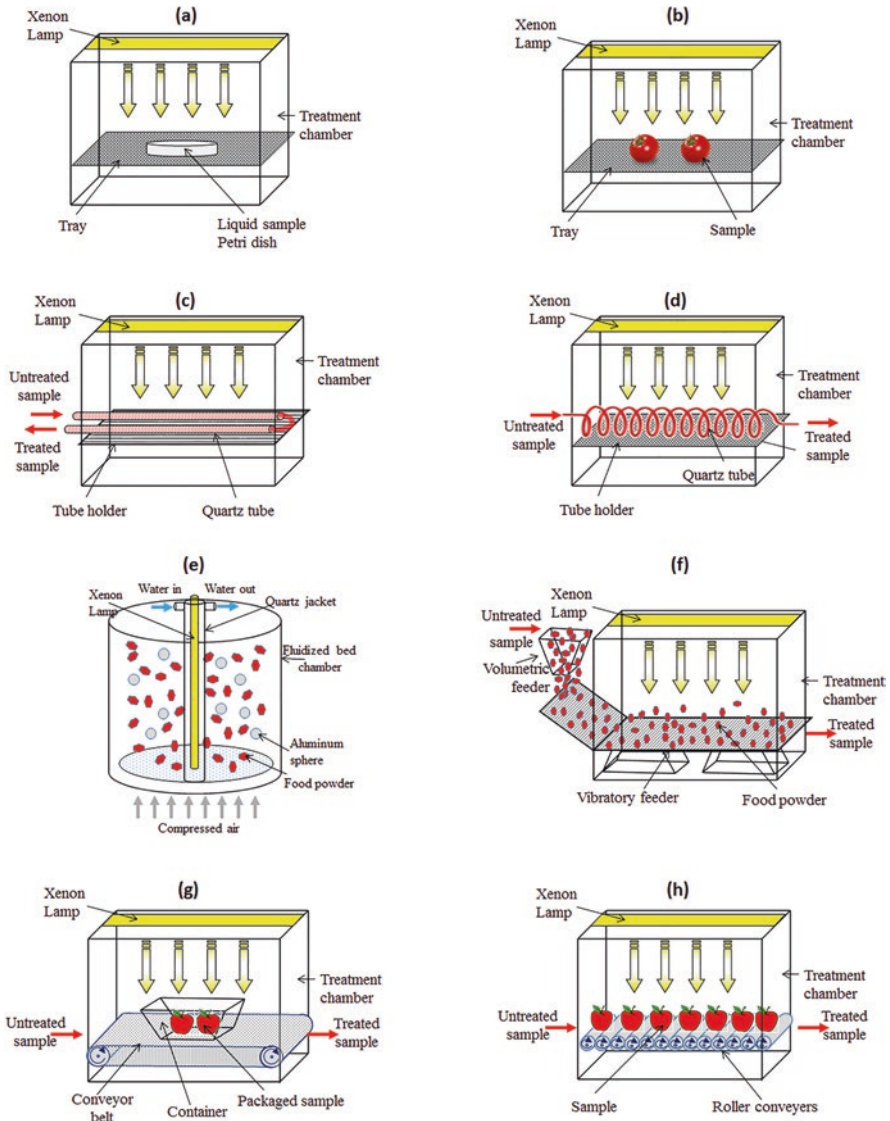 (a)
Xenon
Lamp
Treatment
chamber
Tray
Liquid sample
Petri dish
(b)
Xenon
Lamp
Treatment
chamber
Tray
Sample
(c)
Xenon
Lamp
Treatment
chamber
Untreated
sample
Treated
sample
Tube holder
Quartz tube
(d)
Xenon
Lamp
Treatment
chamber
Untreated
sample
Treated
sample
Quartz tube
Tube holder
(e)
Xenon
Lamp
Water in
Water out
Quartz jacket
Fluidized bed
chamber
Aluminum
sphere
Food powder
Compressed air
(f)
Xenon
Lamp
Untreated
sample
Volumetric
feeder
Treatment
chamber
Treated
sample
Vibratory feeder
Food powder
(g)
Xenon
Lamp
Treatment
chamber
Untreated
sample
Treated
sample
Conveyor
belt
Container
Packaged sample
(h)
Xenon
Lamp
Treatment
chamber
Untreated
sample
Treated
sample
Sample
Roller conveyers